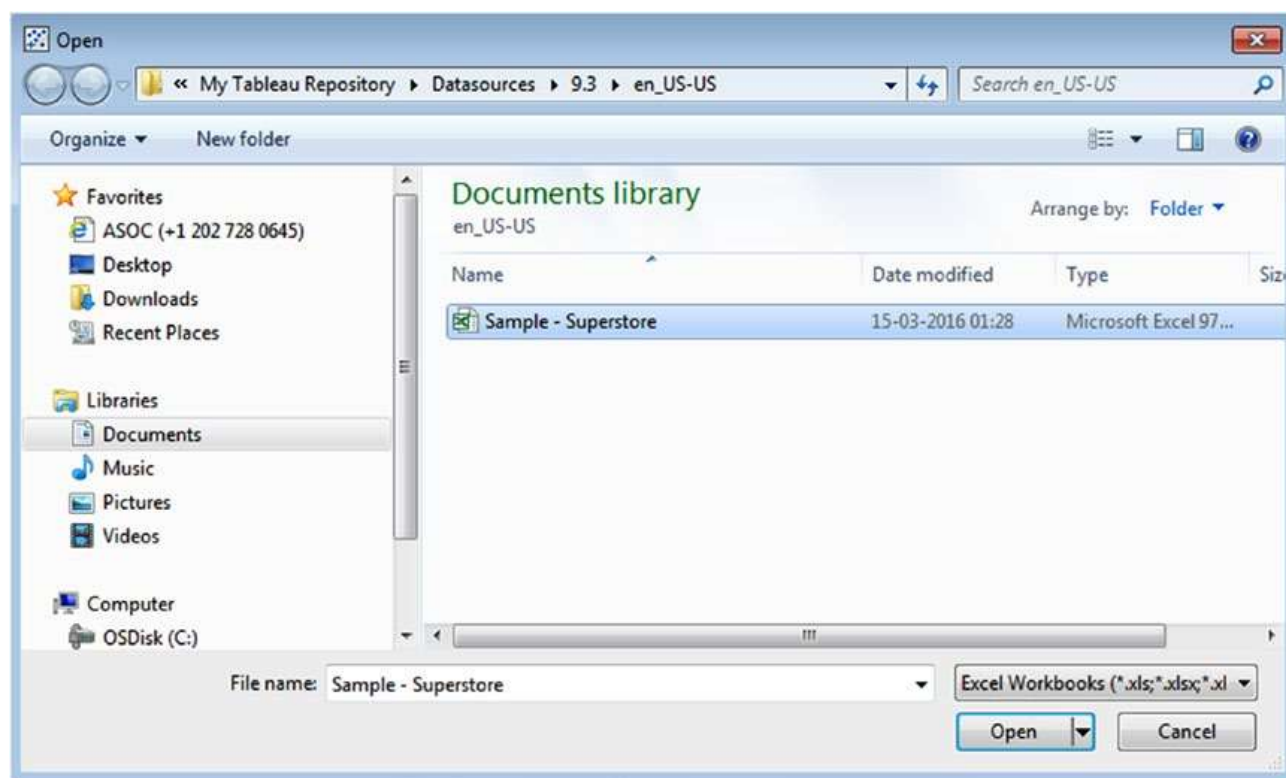 Open
« My Tableau Repository ▸ Datasources ▸ 9.3 ▸ en_US-US
Search en_US-US
Organize ▾ New folder
Favorites
ASOC (+1 202 728 0645)
Desktop
Downloads
Recent Places
Libraries
Documents
Music
Pictures
Videos
Computer
OSDisk (C:)
Documents library
en_US-US
Arrange by: Folder ▾
Name Date modified Type Siz
Sample - Superstore 15-03-2016 01:28 Microsoft Excel 97...
File name: Sample - Superstore
Excel Workbooks (*.xls;*.xlsx;*.xl
Open Cancel